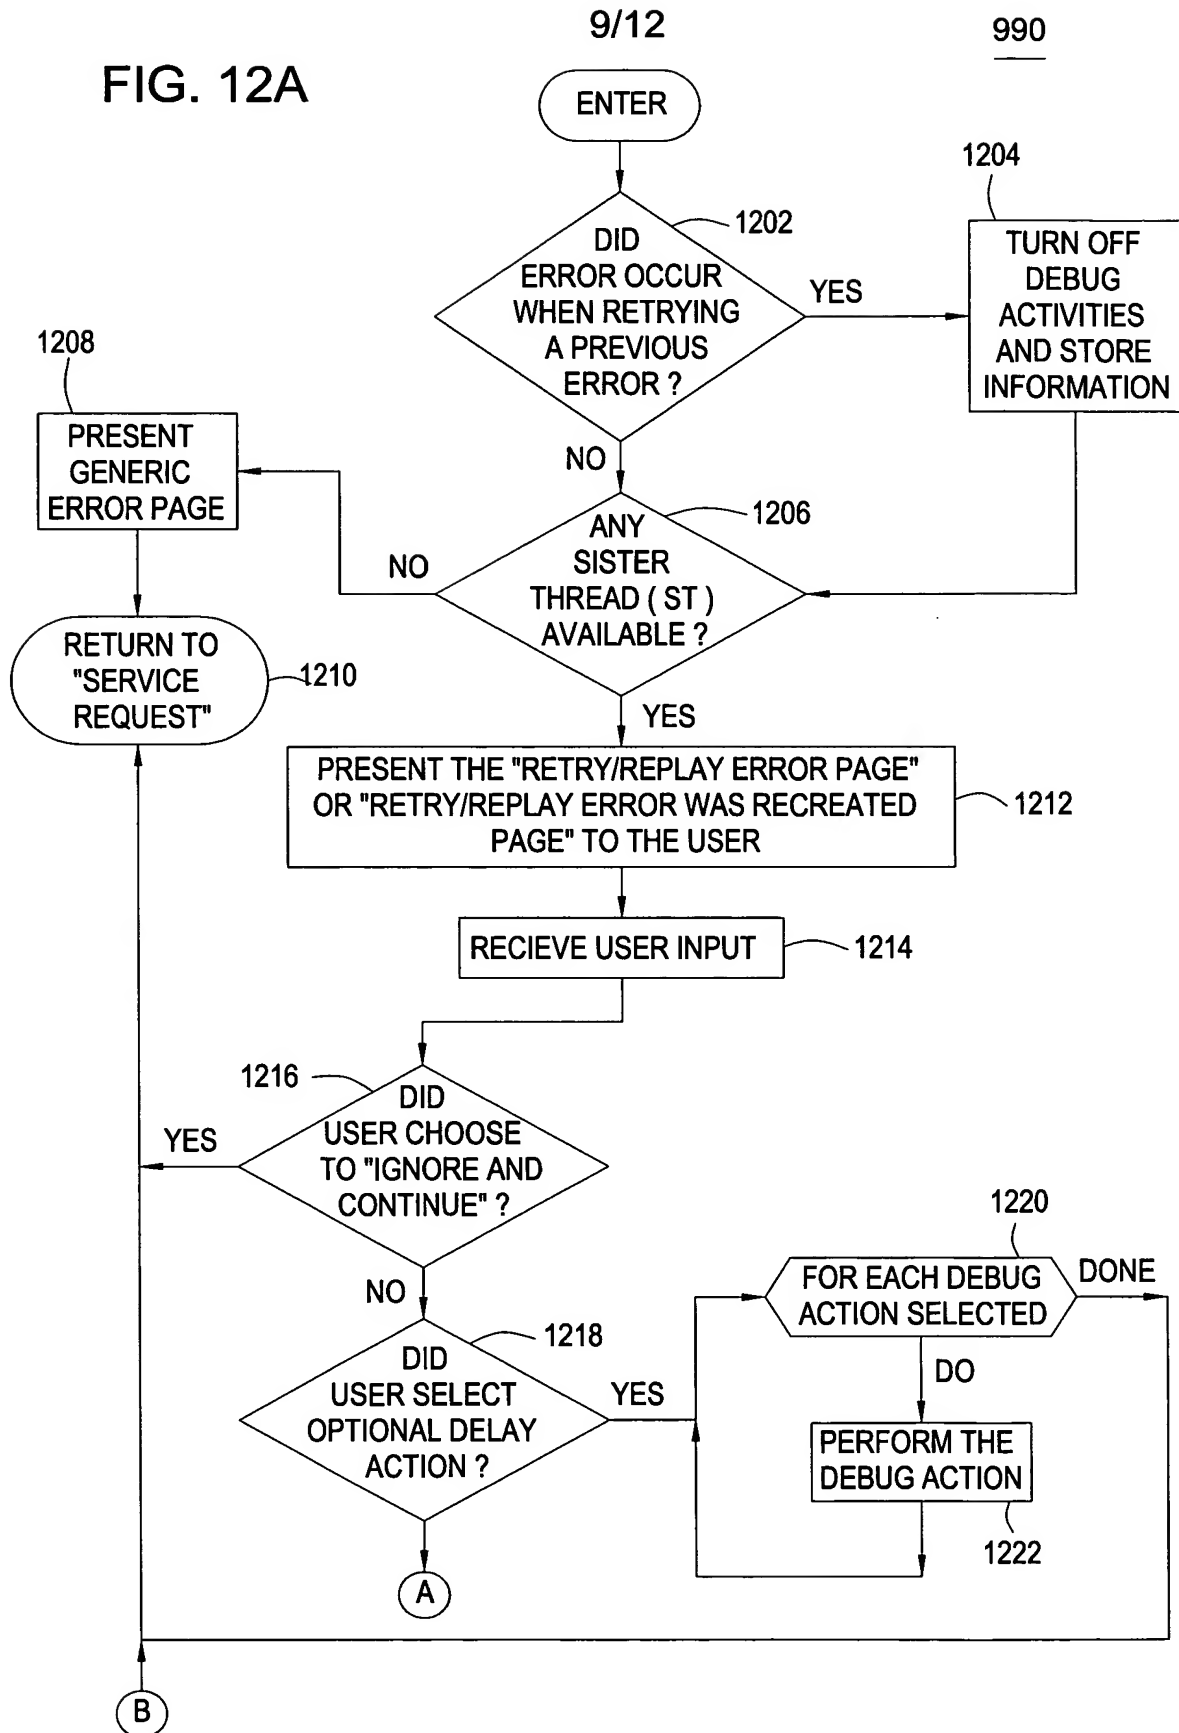 9/12
990
FIG. 12A
ENTER
1202
DID
ERROR OCCUR
WHEN RETRYING
A PREVIOUS
ERROR ?
YES
1204
TURN OFF
DEBUG
ACTIVITIES
AND STORE
INFORMATION
NO
1208
PRESENT
GENERIC
ERROR PAGE
1206
ANY
SISTER
THREAD ( ST )
AVAILABLE ?
NO
RETURN TO
"SERVICE
REQUEST"
1210
YES
PRESENT THE "RETRY/REPLAY ERROR PAGE"
OR "RETRY/REPLAY ERROR WAS RECREATED
PAGE" TO THE USER
1212
RECIEVE USER INPUT
1214
1216
DID
USER CHOOSE
TO "IGNORE AND
CONTINUE" ?
YES
NO
1218
DID
USER SELECT
OPTIONAL DELAY
ACTION ?
YES
1220
FOR EACH DEBUG
ACTION SELECTED
DONE
DO
PERFORM THE
DEBUG ACTION
1222
A
B